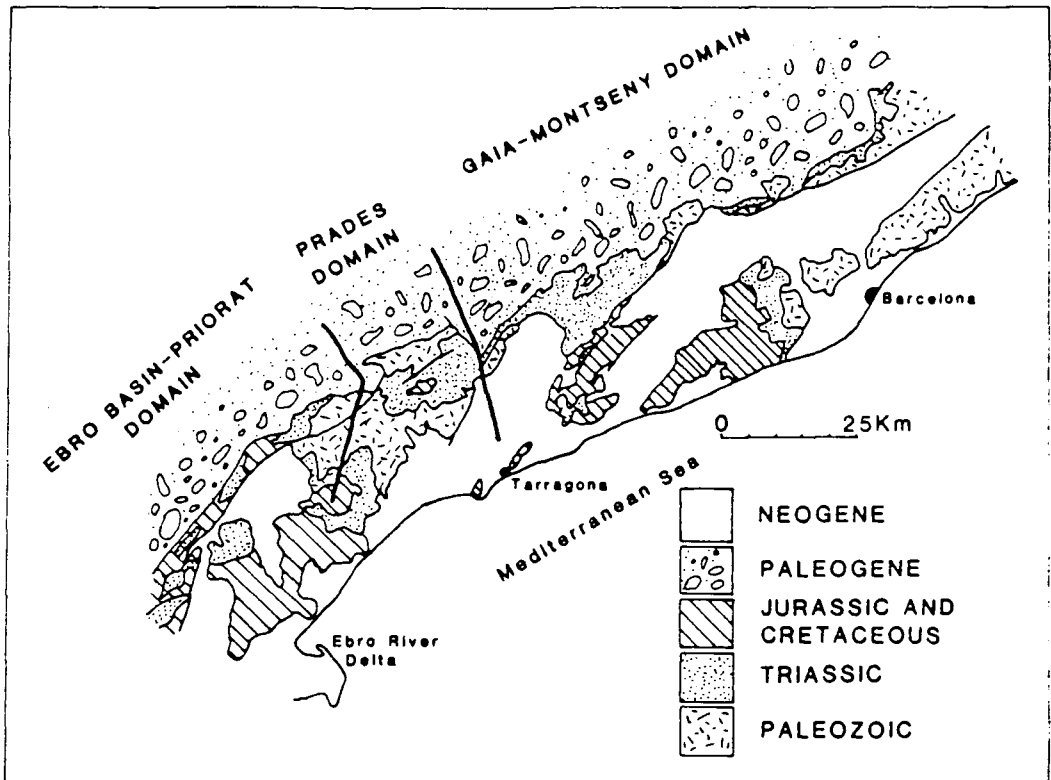 GAIA-MONTSENY DOMAIN
PRADES
DOMAIN
EBRO BASIN-PRIORAT
DOMAIN
Barcelona
0 25Km
Tarragona
Mediterranean Sea
Ebro River
Delta
NEOGENE
PALEOGENE
JURASSIC AND
CRETACEOUS
TRIASSIC
PALEOZOIC